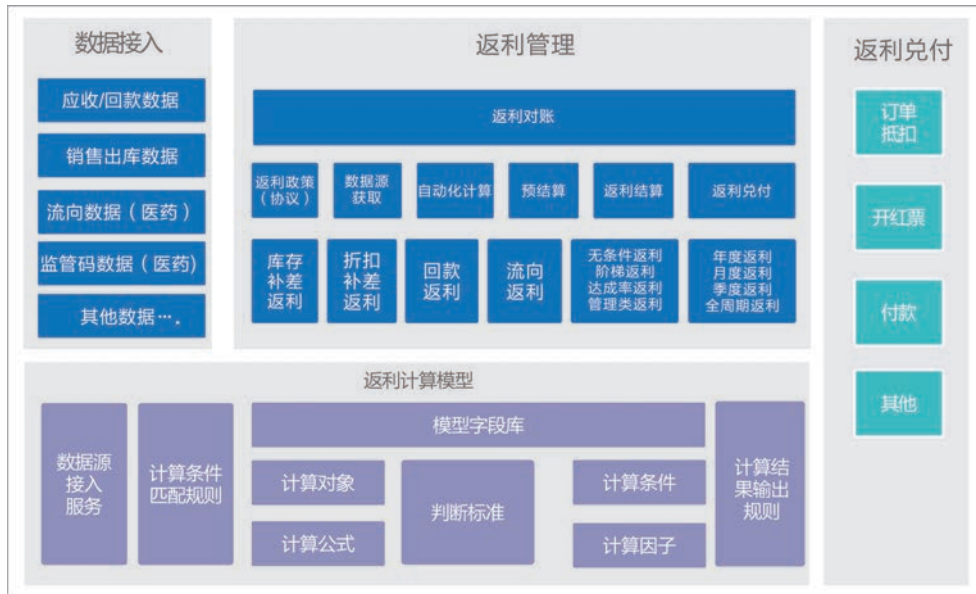 数据接入
应收/回款数据
销售出库数据
流向数据（医药）
监管码数据（医药)
其他数据….
返利管理
返利对账
返利政策
（协议）
数据源
获取
自动化计算
预结算
返利结算
返利兑付
库存
补差
返利
折扣
补差
返利
回款
返利
流向
返利
无条件返利
阶梯返利
达成率返利
管理类返利
年度返利
月度返利
季度返利
全周期返利
返利兑付
订单
抵扣
开红票
付款
其他
返利计算模型
数据源
接入
服务
计算条件
匹配规则
模型字段库
计算对象
计算公式
判断标准
计算条件
计算因子
计算结
果输出
规则